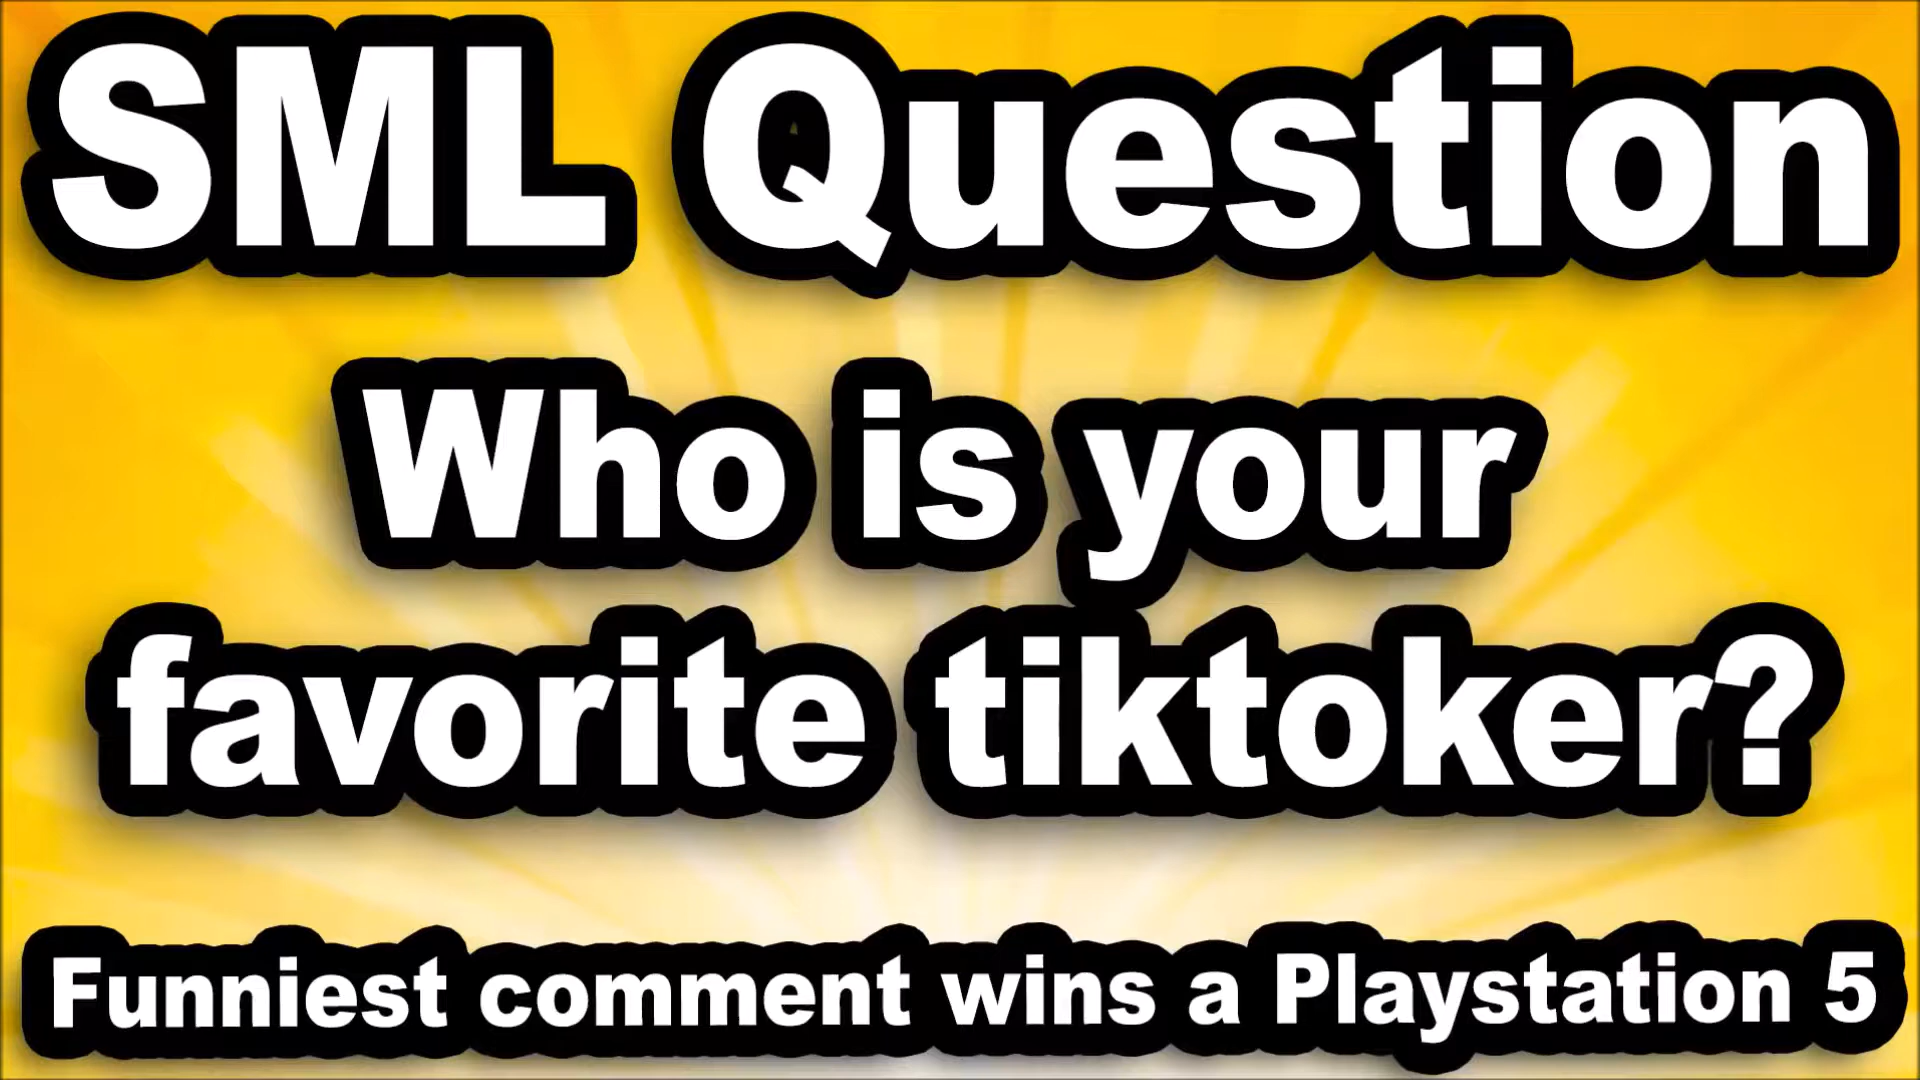 SML Question
Who is your
favorite tiktoker?
Funniest comment wins a Playstation 5